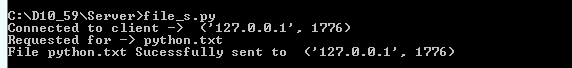 C:\D10_59\Server>file_s.py
Connected to client -> ('127.0.0.1', 1776)
Requested for -> python.txt
File python.txt Sucessfully sent to ('127.0.0.1', 1776)